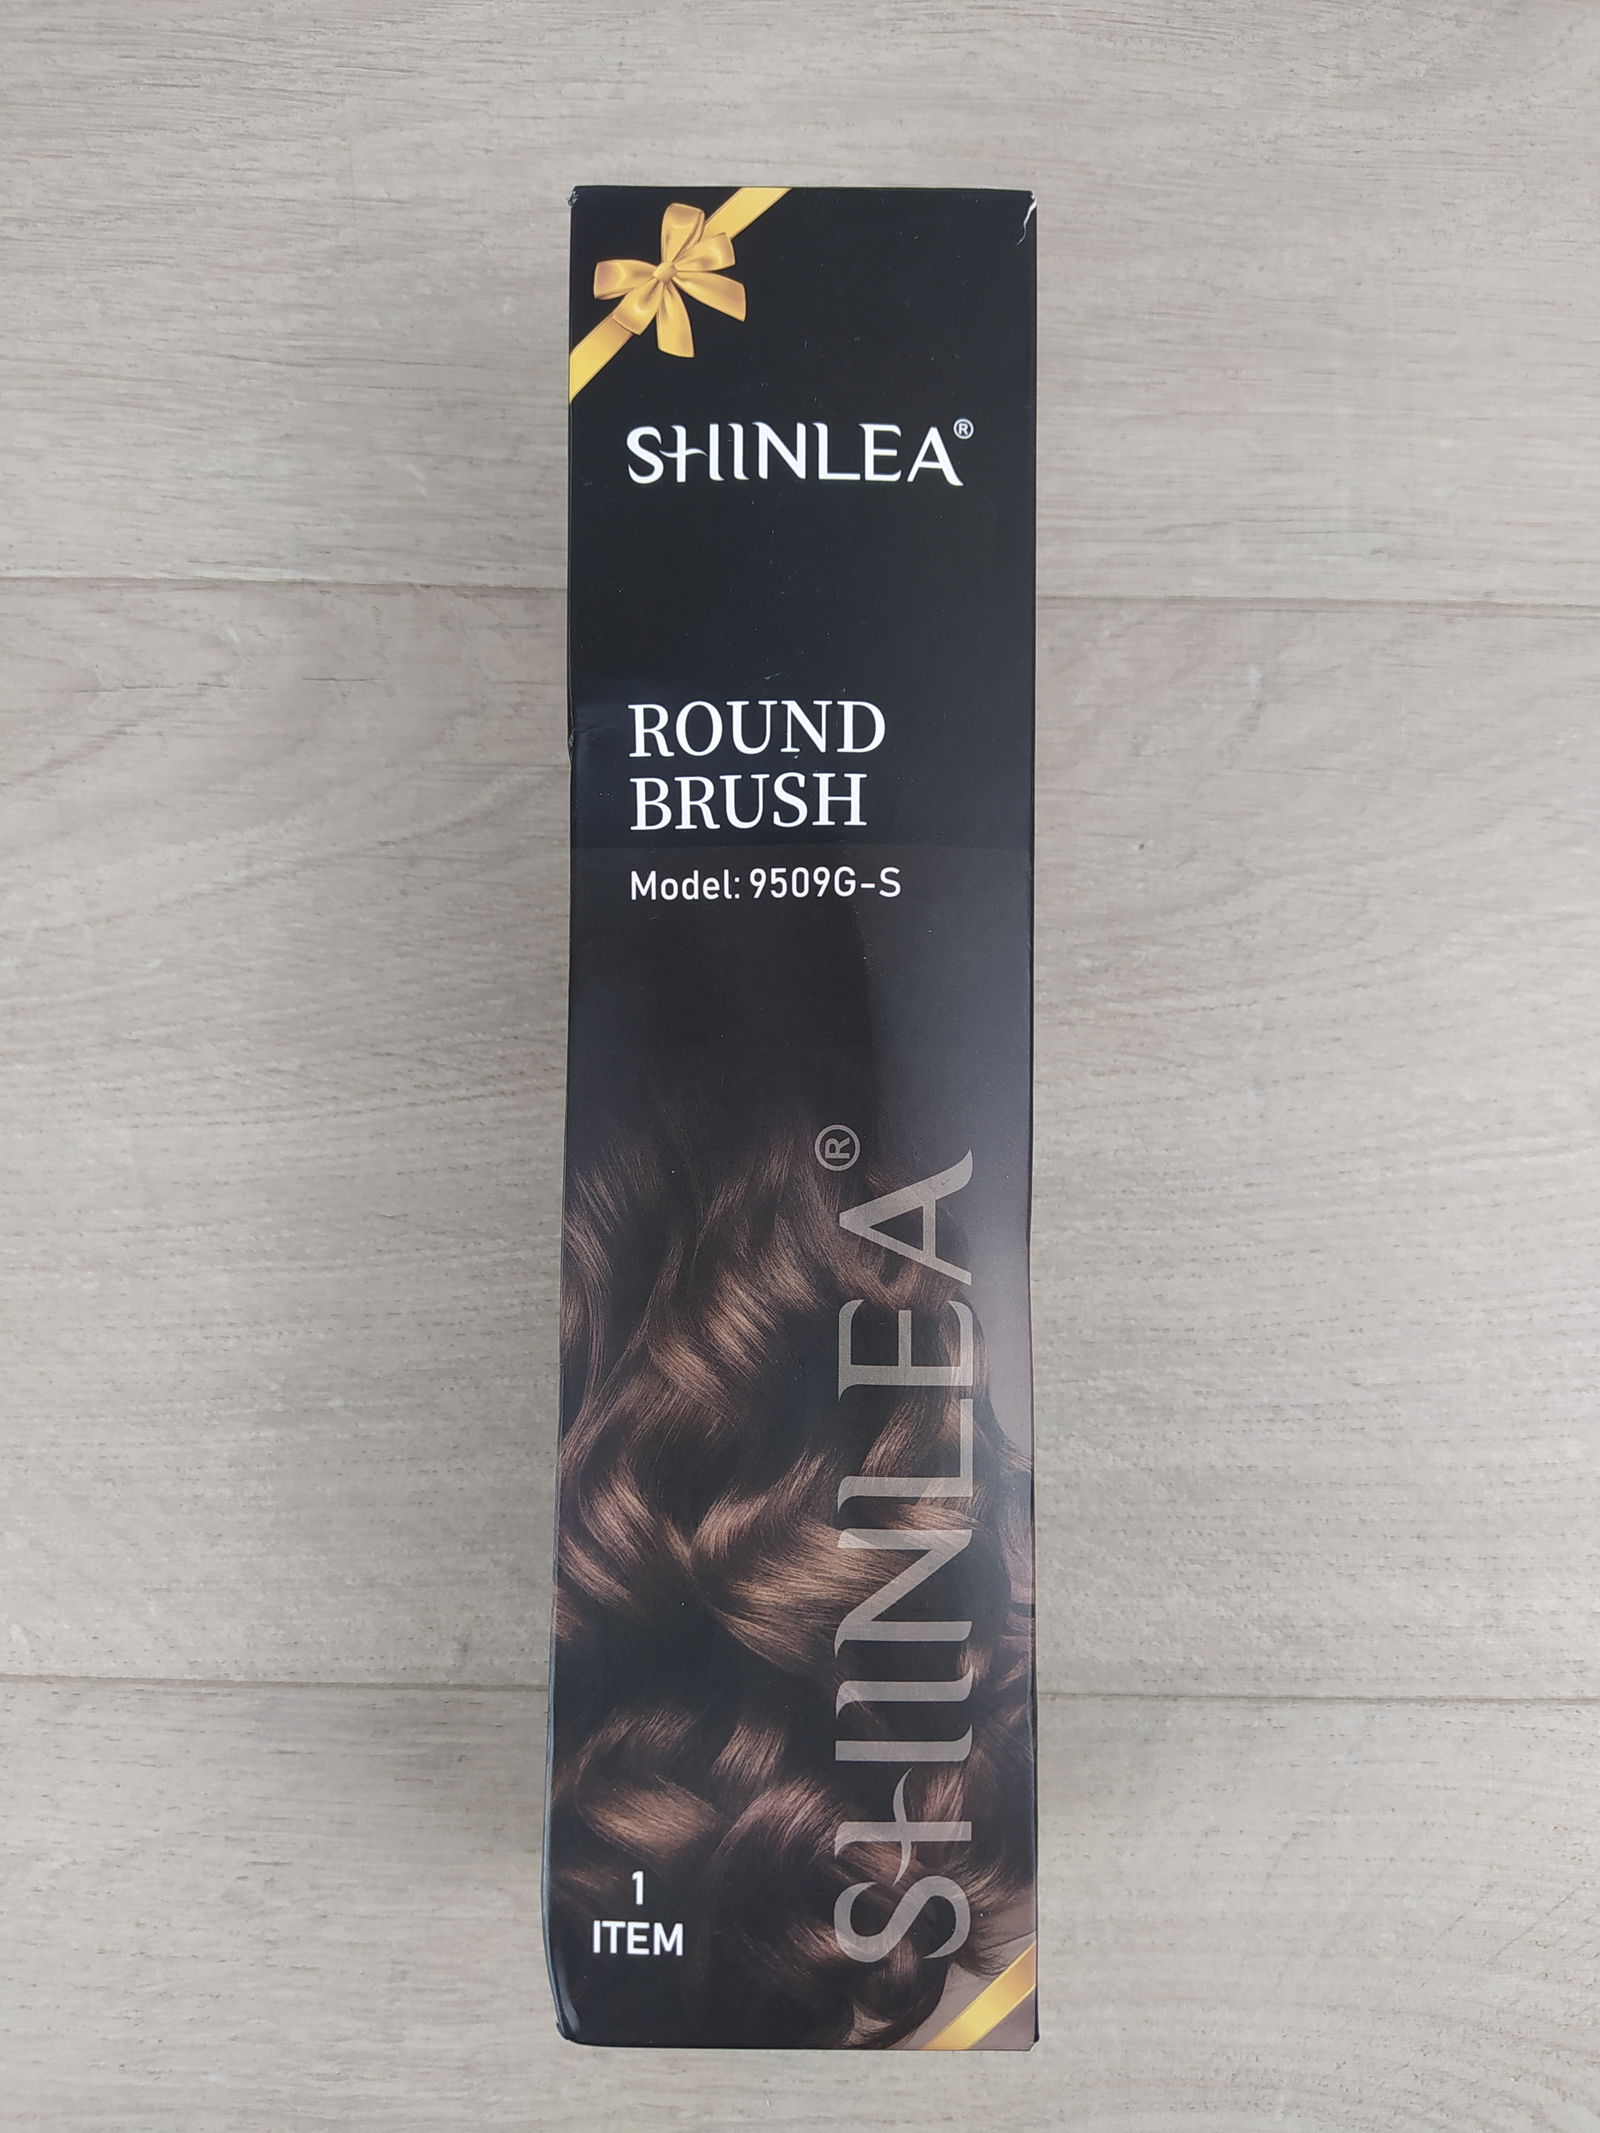 SHINLEA®
ROUND
BRUSH
Model: 9509G-S
SHINLEA®
1
ITEM